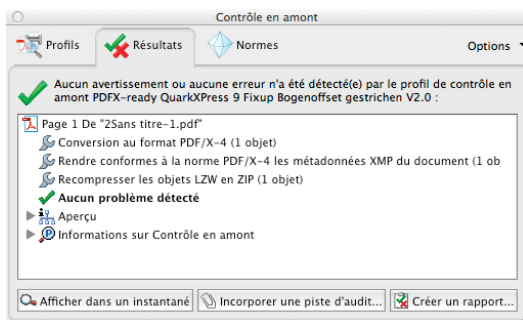 Contrôle en amont
Profils
Résultats
Normes
Options
Aucun avertissement ou aucune erreur n'a été détecté(e) par le profil de contrôle en
amont PDFX-ready QuarkXPress 9 Fixup Bogenoffset gestrichen V2.0 :
Page 1 De "2Sans titre-1.pdf"
Conversion au format PDF/X-4 (1 objet)
Rendre conformes à la norme PDF/X-4 les métadonnées XMP du document (1 ob
Recompresser les objets LZW en ZIP (1 objet)
Aucun problème détecté
Aperçu
Informations sur Contrôle en amont
Afficher dans un instantané
Incorporer une piste d'audit...
Créer un rapport...